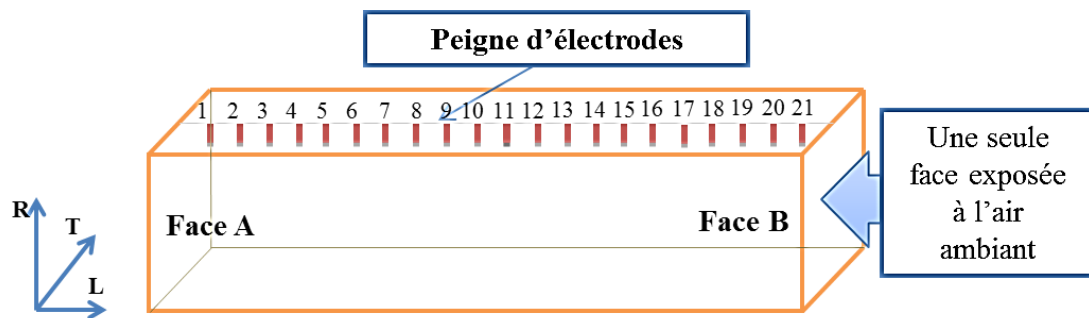 Peigne d'électrodes
1 2 3 4 5 6 7 8 9 10 11 12 13 14 15 16 17 18 19 20 21
Une seule
face exposée
à l'air
ambiant
Face A
Face B
R
T
L